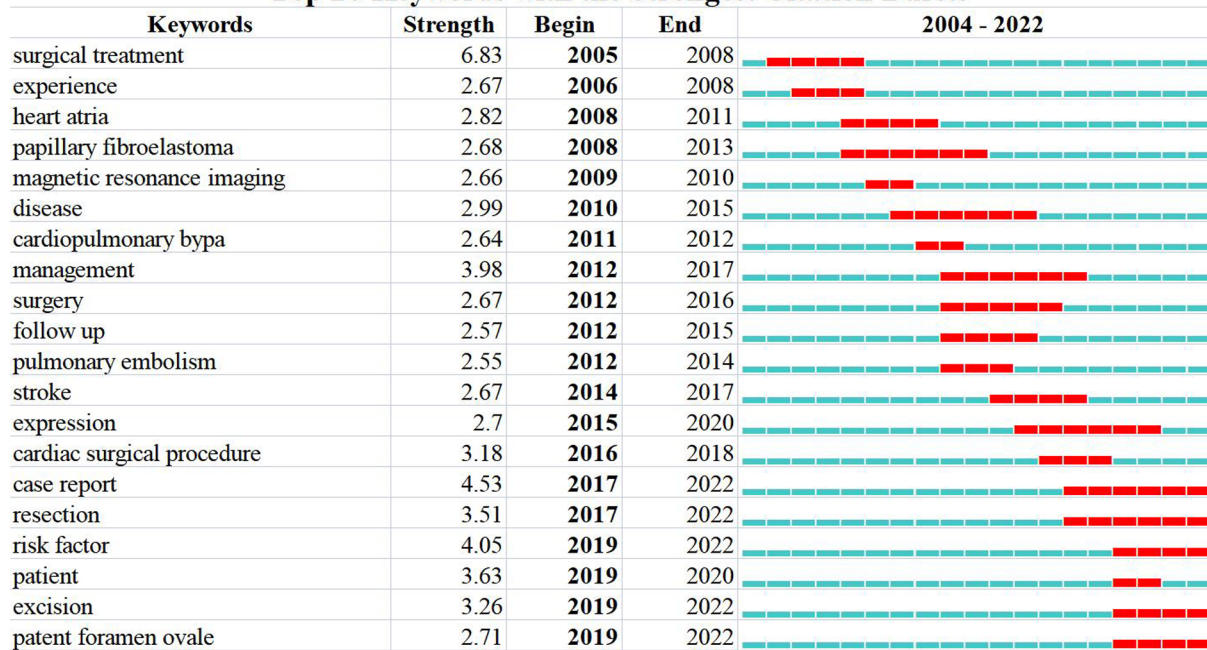 Keywords Strength Begin End 2004 - 2022
surgical treatment 6.83 2005 2008
experience 2.67 2006 2008
heart atria 2.82 2008 2011
papillary fibroelastoma 2.68 2008 2013
magnetic resonance imaging 2.66 2009 2010
disease 2.99 2010 2015
cardiopulmonary bypa 2.64 2011 2012
management 3.98 2012 2017
surgery 2.67 2012 2016
follow up 2.57 2012 2015
pulmonary embolism 2.55 2012 2014
stroke 2.67 2014 2017
expression 2.7 2015 2020
cardiac surgical procedure 3.18 2016 2018
case report 4.53 2017 2022
resection 3.51 2017 2022
risk factor 4.05 2019 2022
patient 3.63 2019 2020
excision 3.26 2019 2022
patent foramen ovale 2.71 2019 2022